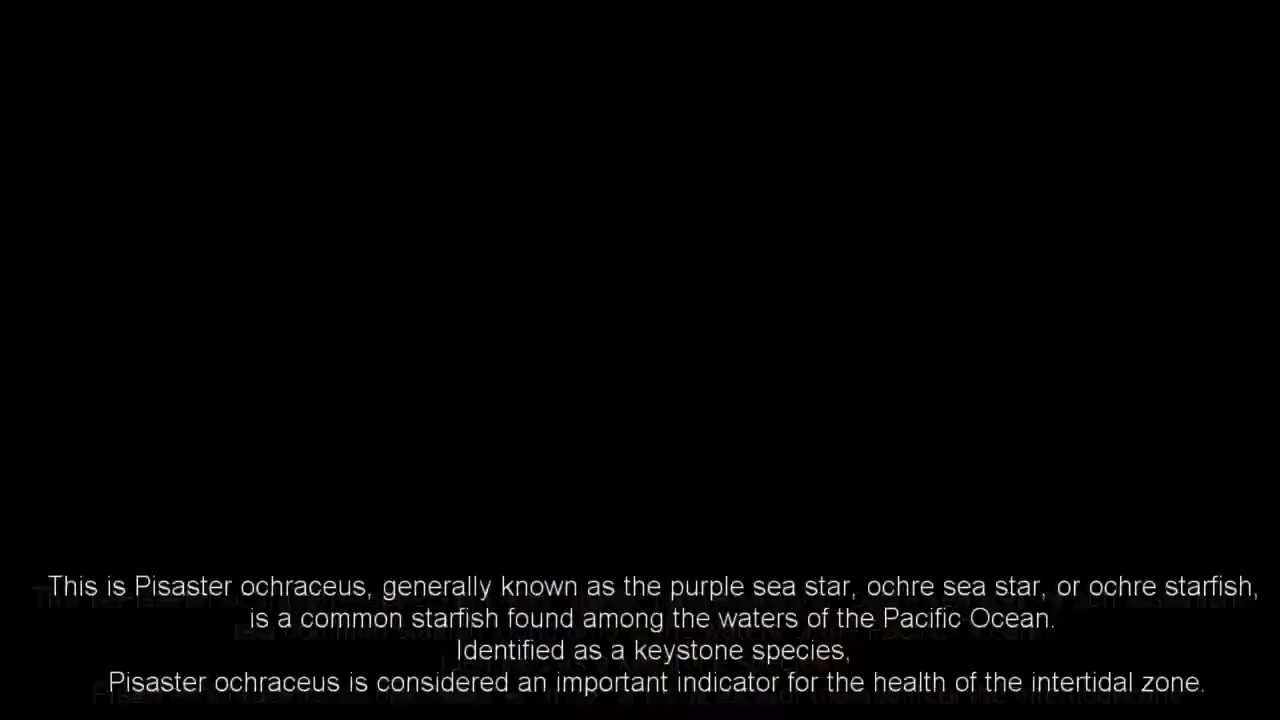 This is Pisaster ochraceus, generally known as the purple sea star, ochre sea star, or ochre starfish,
is a common starfish found among the waters of the Pacific Ocean.
Identified as a keystone species,
Pisaster ochraceus is considered an important indicator for the health of the intertidal zone.